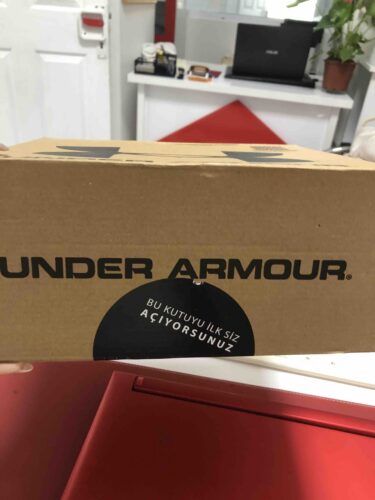 UNDER ARMOUR®
BU KUTUYU İLK SİZ
AÇIYORSUNUZ